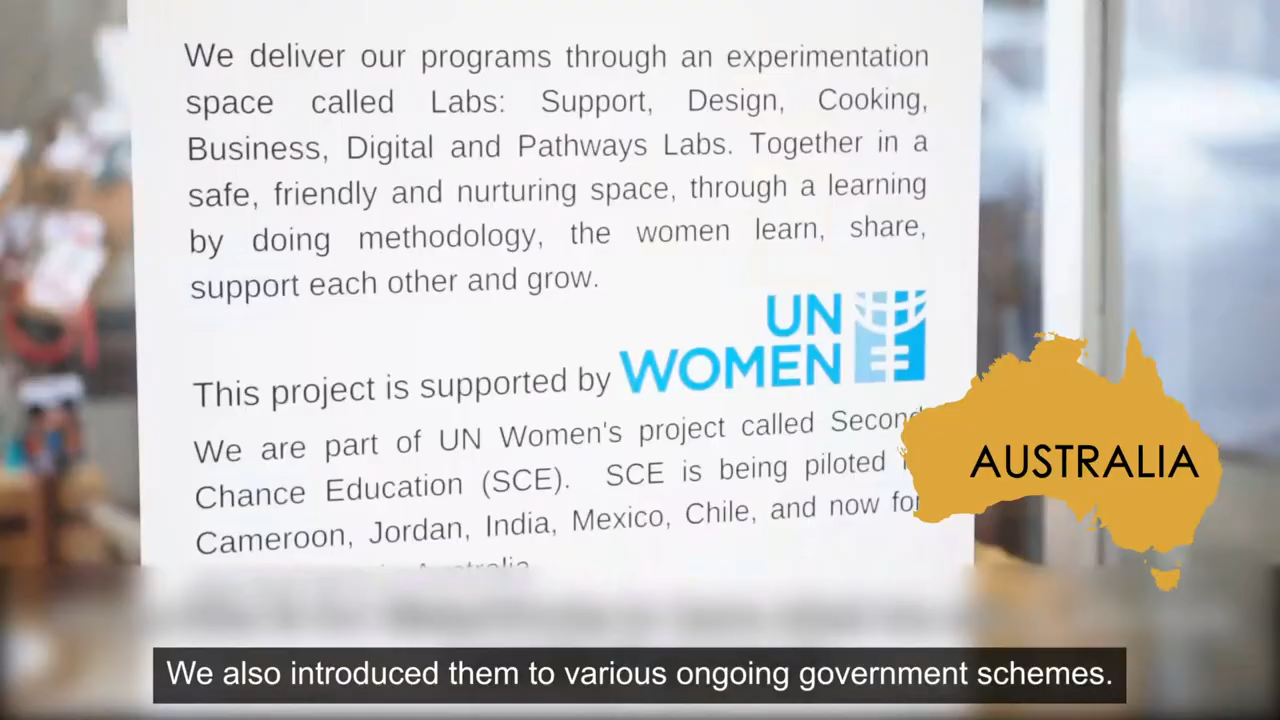 We deliver our programs through an experimentation
space called Labs: Support, Design, Cooking,
Business, Digital and Pathways Labs. Together in a
safe, friendly and nurturing space, through a learning
by doing methodology, the women learn, share,
support each other and grow.
UN
WOMEN
This project is supported by
We are part of UN Women's project called Second
Chance Education (SCE). SCE is being piloted
Cameroon, Jordan, India, Mexico, Chile, and now for
Australia
AUSTRALIA
We also introduced them to various ongoing government schemes.